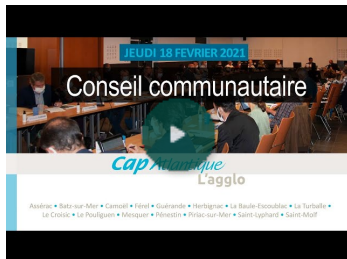 JEUDI 18 FEVRIER 2021
Conseil communautaire
Cap Atlantique
L'agglo
Assérac • Batz-sur-Mer • Camoël • Férel • Guérande • Herbignac • La Baule-Escoublac • La Turballe •
Le Croisic • Le Pouliguen • Mesquer • Pénestin • Piriac-sur-Mer • Saint-Lyphard • Saint-Molf